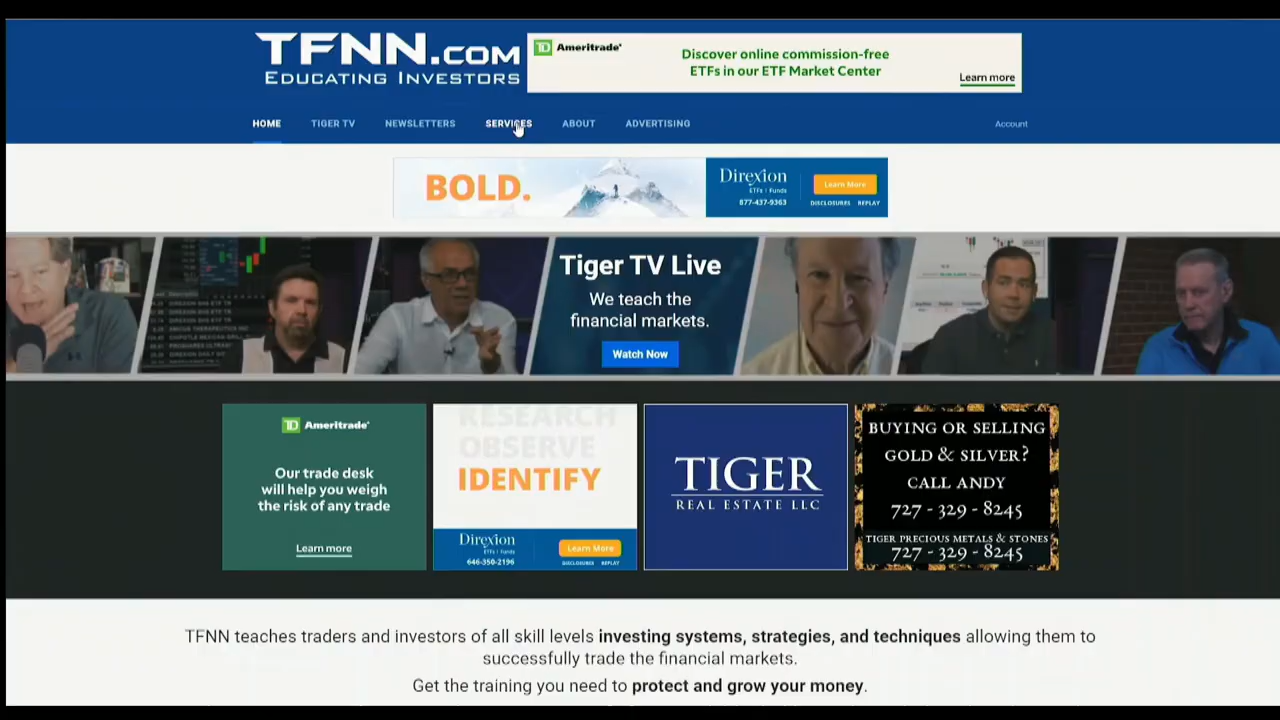 TFNN.COM
EDUCATING INVESTORS
TD Ameritrade
Discover online commission-free
ETFs in our ETF Market Center
Learn more
HOME TIGER TV NEWSLETTERS SERVICES ABOUT ADVERTISING Account
BOLD.
Direxion
ETFs | Funds
877-437-9363
Learn More
DISCLOSURES REPLAY
Tiger TV Live
We teach the
financial markets.
Watch Now
TD Ameritrade
Our trade desk
will help you weigh
the risk of any trade
Learn more
RESEARCH
OBSERVE
IDENTIFY
Direxion
ETFs | Funds
646-350-2196
Learn More
DISCLOSURES REPLAY
TIGER
REAL ESTATE LLC
BUYING OR SELLING
GOLD & SILVER?
CALL ANDY
727 - 329 - 8245
TIGER PRECIOUS METALS & STONES
727 - 329 - 8245
TFNN teaches traders and investors of all skill levels investing systems, strategies, and techniques allowing them to
successfully trade the financial markets.
Get the training you need to protect and grow your money.